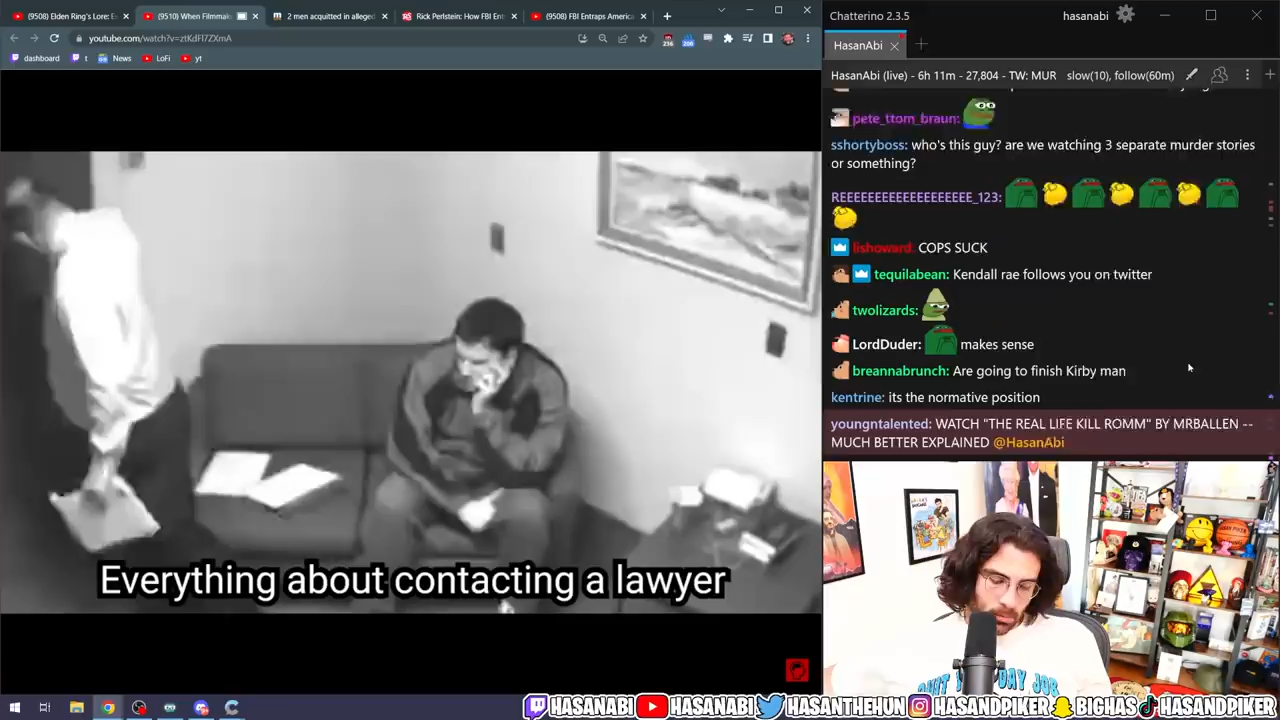 (9508) Elden Ring's Lore: E
(9510) When Filmmak
2 men acquitted in alleged
Rick Perlstein: How FBI Ent
(9508) FBI Entraps America
youtube.com/watch?v=ztKdFl7ZXmA
dashboard
t
News
LoFi
yt
Everything about contacting a lawyer
Chatterino 2.3.5
hasanabi
HasanAbi
HasanAbi (live) - 6h 11m - 27,804 - TW: MUR
slow(10), follow(60m)
pete_ttom_braun:
sshortyboss: who's this guy? are we watching 3 separate murder stories
or something?
lishoward: COPS SUCK
tequilabean: Kendall rae follows you on twitter
twolizards:
LordDuder: makes sense
breannabrunch: Are going to finish Kirby man
kentrine: its the normative position
youngntalented: WATCH "THE REAL LIFE KILL ROMM" BY MRBALLEN --
MUCH BETTER EXPLAINED @HasanAbi
HASANABI HASANABI HASANTHEHUN HASANDPIKER BIGHAS HASANDPIKER